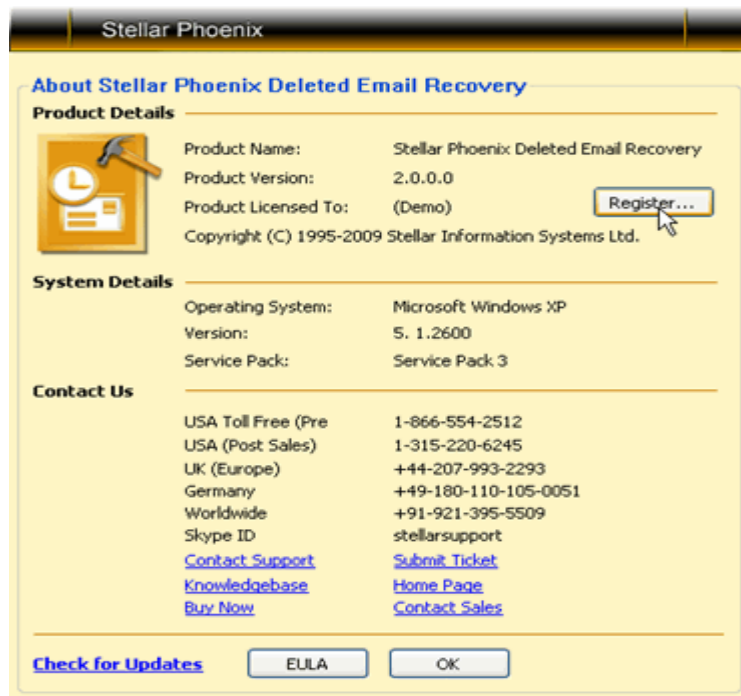 Stellar Phoenix
About Stellar Phoenix Deleted Email Recovery
Product Details
Product Name: Stellar Phoenix Deleted Email Recovery
Product Version: 2.0.0.0
Product Licensed To: (Demo) Register...
Copyright (C) 1995-2009 Stellar Information Systems Ltd.
System Details
Operating System: Microsoft Windows XP
Version: 5. 1.2600
Service Pack: Service Pack 3
Contact Us
USA Toll Free (Pre 1-866-554-2512
USA (Post Sales) 1-315-220-6245
UK (Europe) +44-207-993-2293
Germany +49-180-110-105-0051
Worldwide +91-921-395-5509
Skype ID stellarsupport
Contact Support Submit Ticket
Knowledgebase Home Page
Buy Now Contact Sales
Check for Updates EULA OK